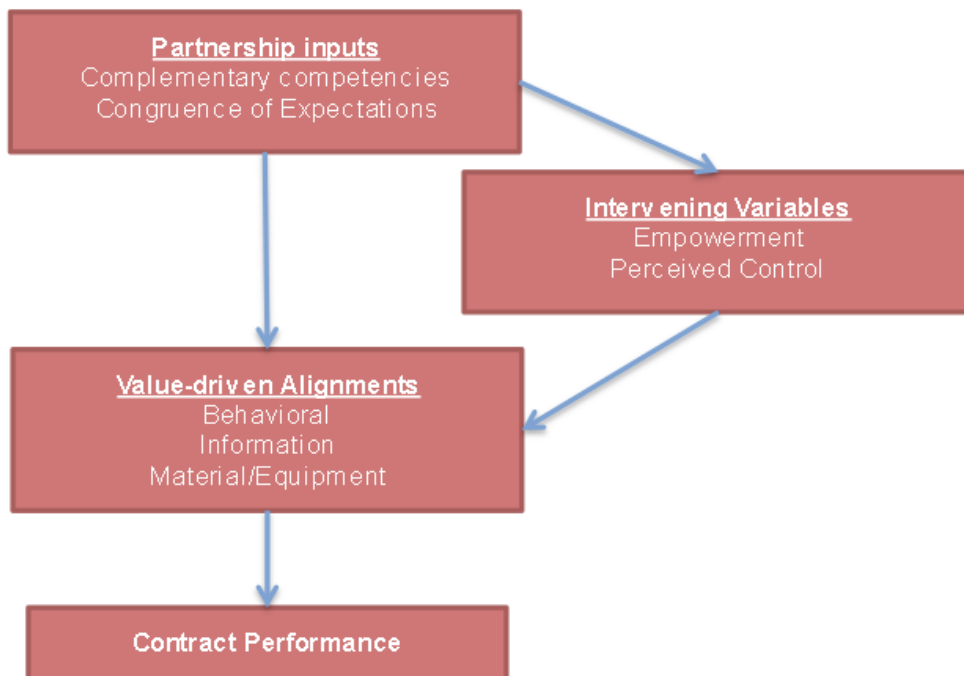 Partnership inputs
Complementary competencies
Congruence of Expectations
Intervening Variables
Empowerment
Perceived Control
Value-driven Alignments
Behavioral
Information
Material/Equipment
Contract Performance